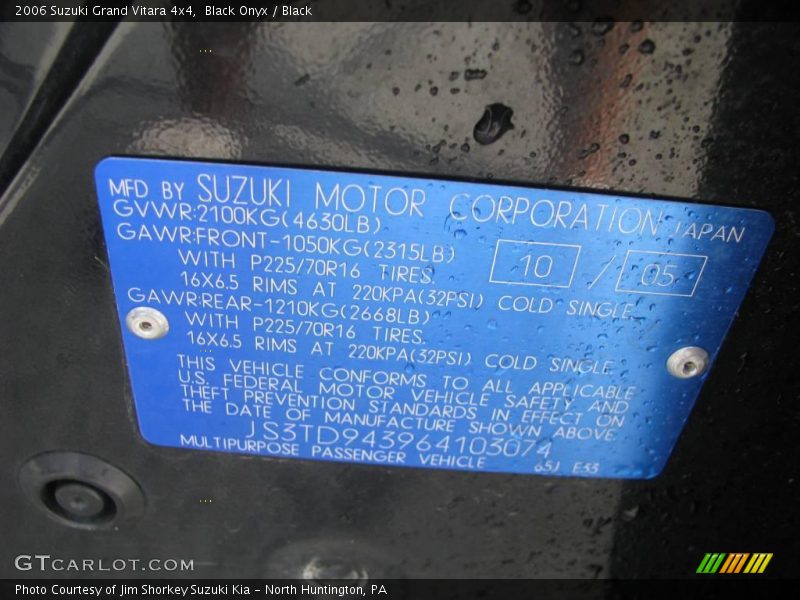 2006 Suzuki Grand Vitara 4x4, Black Onyx / Black
MFD BY SUZUKI MOTOR CORPORATION JAPAN
GVWR:2100KG(4630LB)
GAWR:FRONT-1050KG(2315LB)
WITH P225/70R16 TIRES.
10 / 05
16X6.5 RIMS AT 220KPA(32PSI) COLD SINGLE
GAWR:REAR-1210KG(2668LB)
WITH P225/70R16 TIRES.
16X6.5 RIMS AT 220KPA(32PSI) COLD SINGLE
THIS VEHICLE CONFORMS TO ALL APPLICABLE
U.S. FEDERAL MOTOR VEHICLE SAFETY AND
THEFT PREVENTION STANDARDS IN EFFECT ON
THE DATE OF MANUFACTURE SHOWN ABOVE.
JS3TD943964103074
MULTIPURPOSE PASSENGER VEHICLE 65J E33
GTCARLOT.COM
Photo Courtesy of Jim Shorkey Suzuki Kia - North Huntington, PA